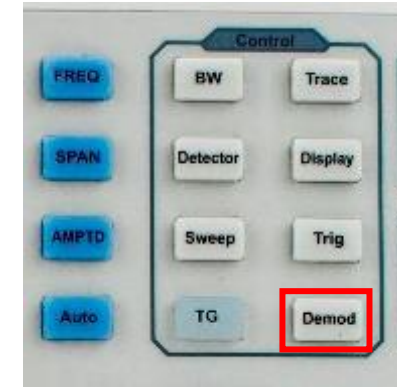 Control
FREQ BW Trace
SPAN Detector Display
AMPTD Sweep Trig
Auto TG Demod